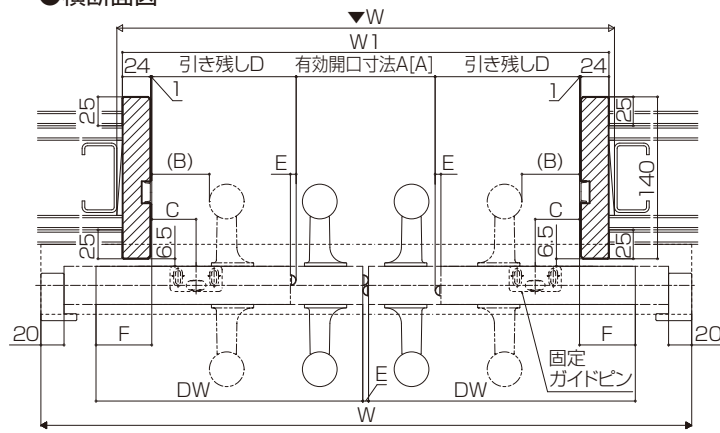 ●横断面図
▼W
W1
24 引き残しD 有効開口寸法A[A] 引き残しD 24
1 1
25 25
(B) E E (B)
140
C C
25 6.5 6.5 25
20 F F 20
固定
ガイドピン
DW E DW
W